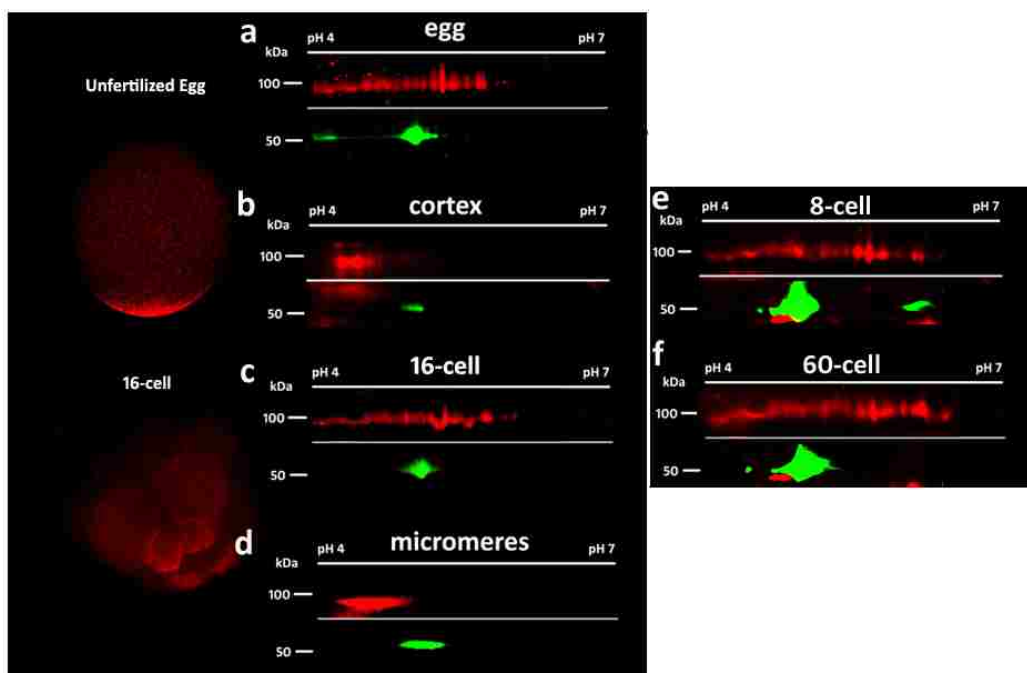 Unfertilized Egg
16-cell
a
egg
pH 4
pH 7
kDa
100
50
b
cortex
pH 4
pH 7
kDa
100
50
c
16-cell
pH 4
pH 7
kDa
100
50
d
micromeres
pH 4
pH 7
kDa
100
50
e
8-cell
pH 4
pH 7
kDa
100
50
f
60-cell
pH 4
pH 7
kDa
100
50